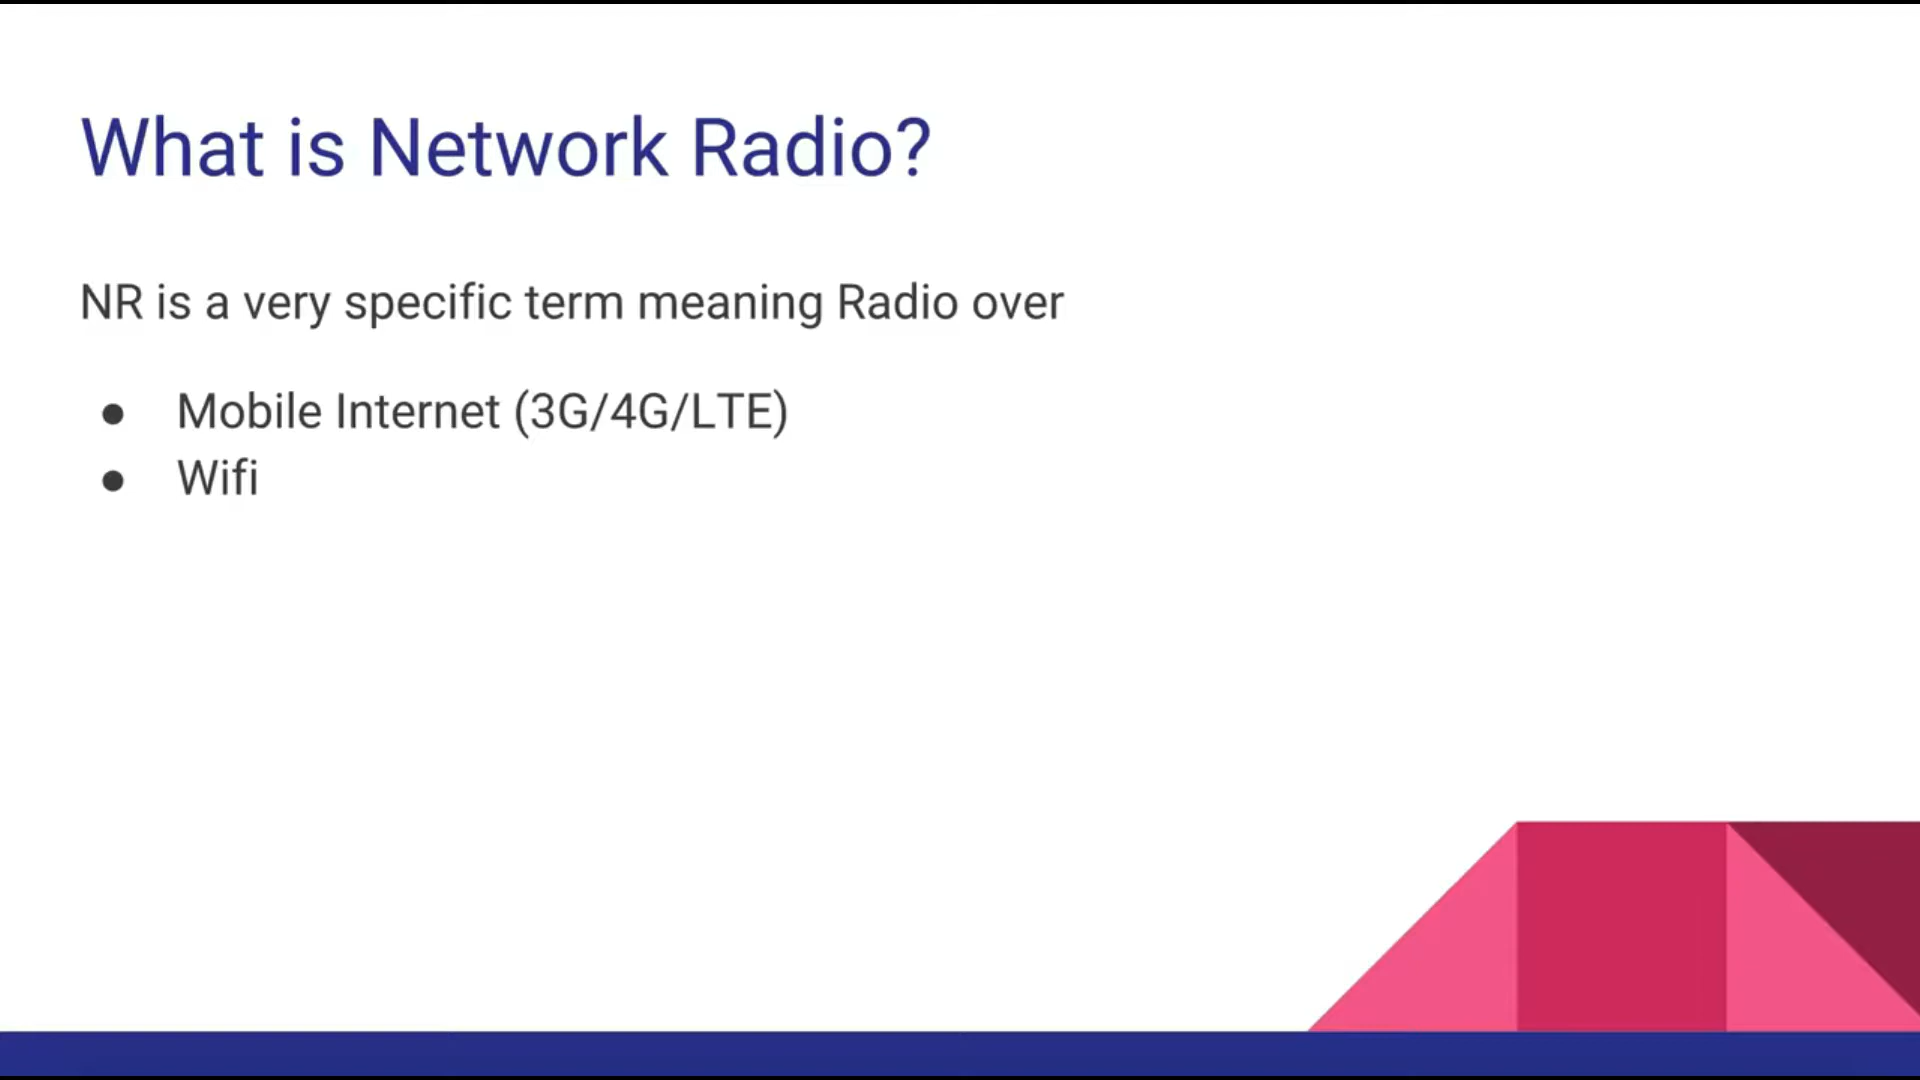 What is Network Radio?
NR is a very specific term meaning Radio over
● Mobile Internet (3G/4G/LTE)
● Wifi